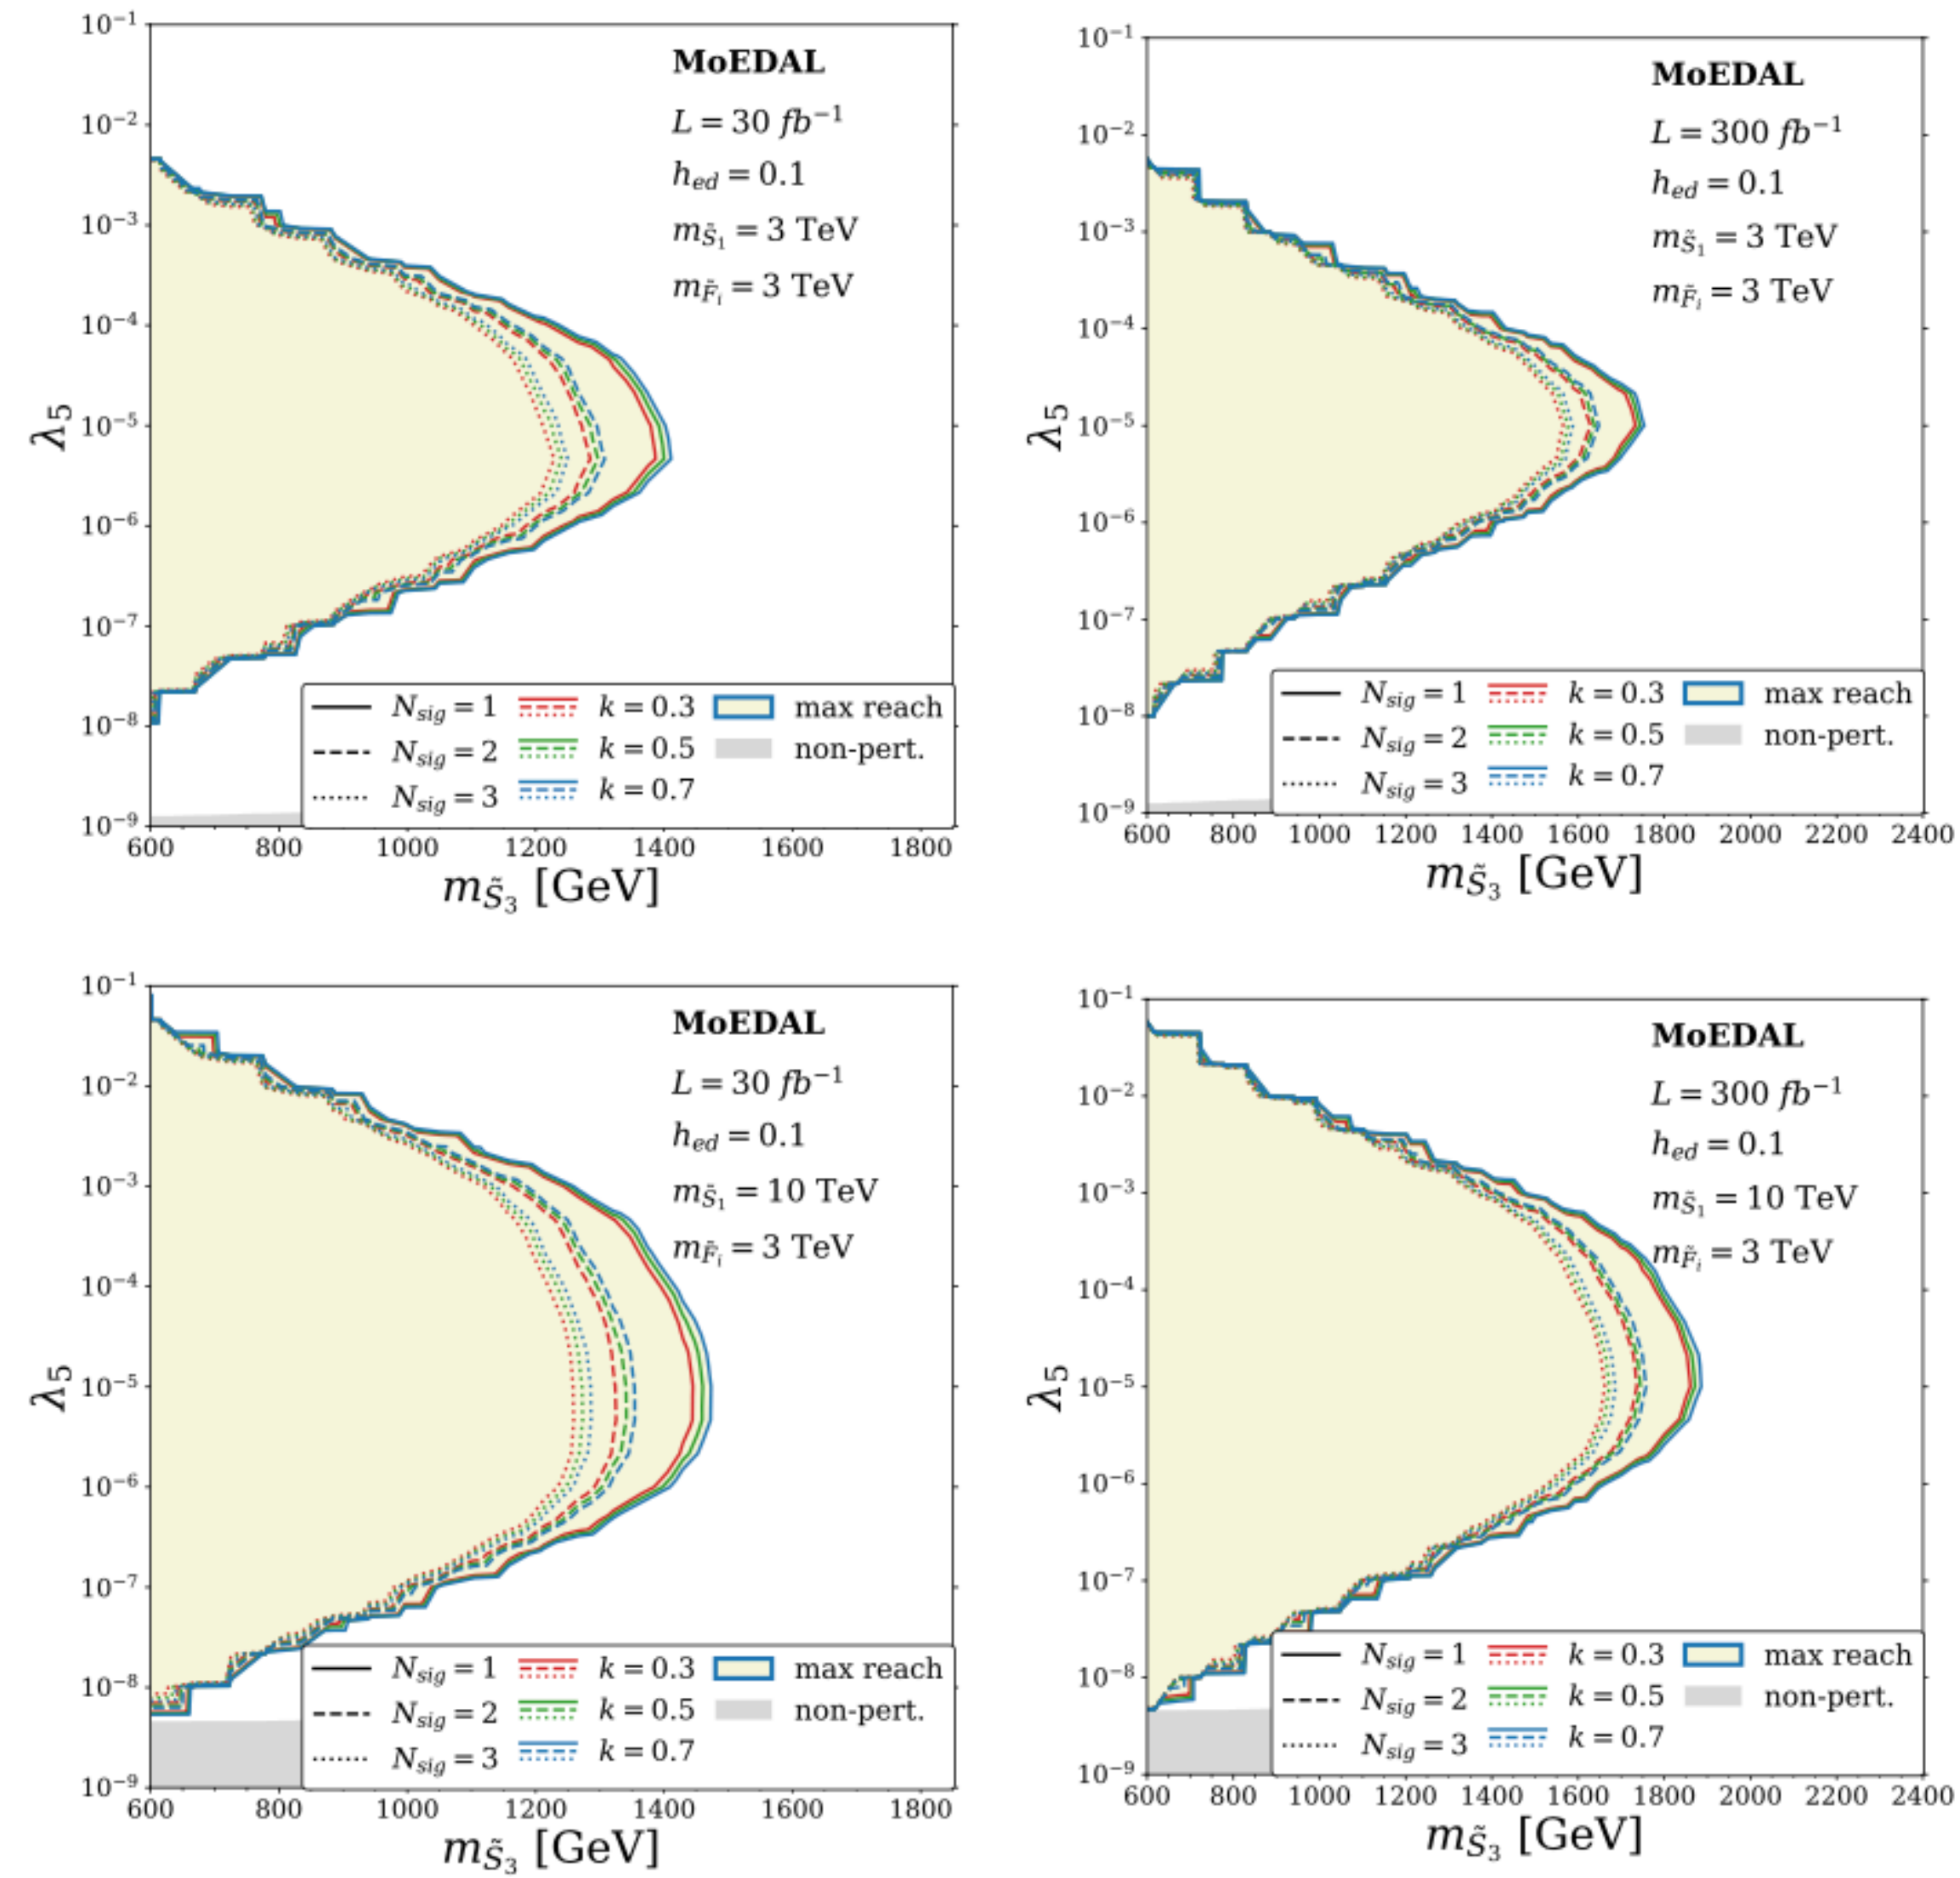 MoEDAL
L = 30 fb⁻¹
h_ed = 0.1
m_S̃₁ = 3 TeV
m_F̃ᵢ = 3 TeV
10⁻¹
10⁻²
10⁻³
10⁻⁴
10⁻⁵
10⁻⁶
10⁻⁷
10⁻⁸
10⁻⁹
λ₅
N_sig = 1 k = 0.3 max reach
N_sig = 2 k = 0.5 non-pert.
N_sig = 3 k = 0.7
600 800 1000 1200 1400 1600 1800
m_S̃₃ [GeV]
MoEDAL
L = 300 fb⁻¹
h_ed = 0.1
m_S̃₁ = 3 TeV
m_F̃ᵢ = 3 TeV
10⁻¹
10⁻²
10⁻³
10⁻⁴
10⁻⁵
10⁻⁶
10⁻⁷
10⁻⁸
10⁻⁹
λ₅
N_sig = 1 k = 0.3 max reach
N_sig = 2 k = 0.5 non-pert.
N_sig = 3 k = 0.7
600 800 1000 1200 1400 1600 1800 2000 2200 2400
m_S̃₃ [GeV]
MoEDAL
L = 30 fb⁻¹
h_ed = 0.1
m_S̃₁ = 10 TeV
m_F̃ᵢ = 3 TeV
10⁻¹
10⁻²
10⁻³
10⁻⁴
10⁻⁵
10⁻⁶
10⁻⁷
10⁻⁸
10⁻⁹
λ₅
N_sig = 1 k = 0.3 max reach
N_sig = 2 k = 0.5 non-pert.
N_sig = 3 k = 0.7
600 800 1000 1200 1400 1600 1800
m_S̃₃ [GeV]
MoEDAL
L = 300 fb⁻¹
h_ed = 0.1
m_S̃₁ = 10 TeV
m_F̃ᵢ = 3 TeV
10⁻¹
10⁻²
10⁻³
10⁻⁴
10⁻⁵
10⁻⁶
10⁻⁷
10⁻⁸
10⁻⁹
λ₅
N_sig = 1 k = 0.3 max reach
N_sig = 2 k = 0.5 non-pert.
N_sig = 3 k = 0.7
600 800 1000 1200 1400 1600 1800 2000 2200 2400
m_S̃₃ [GeV]